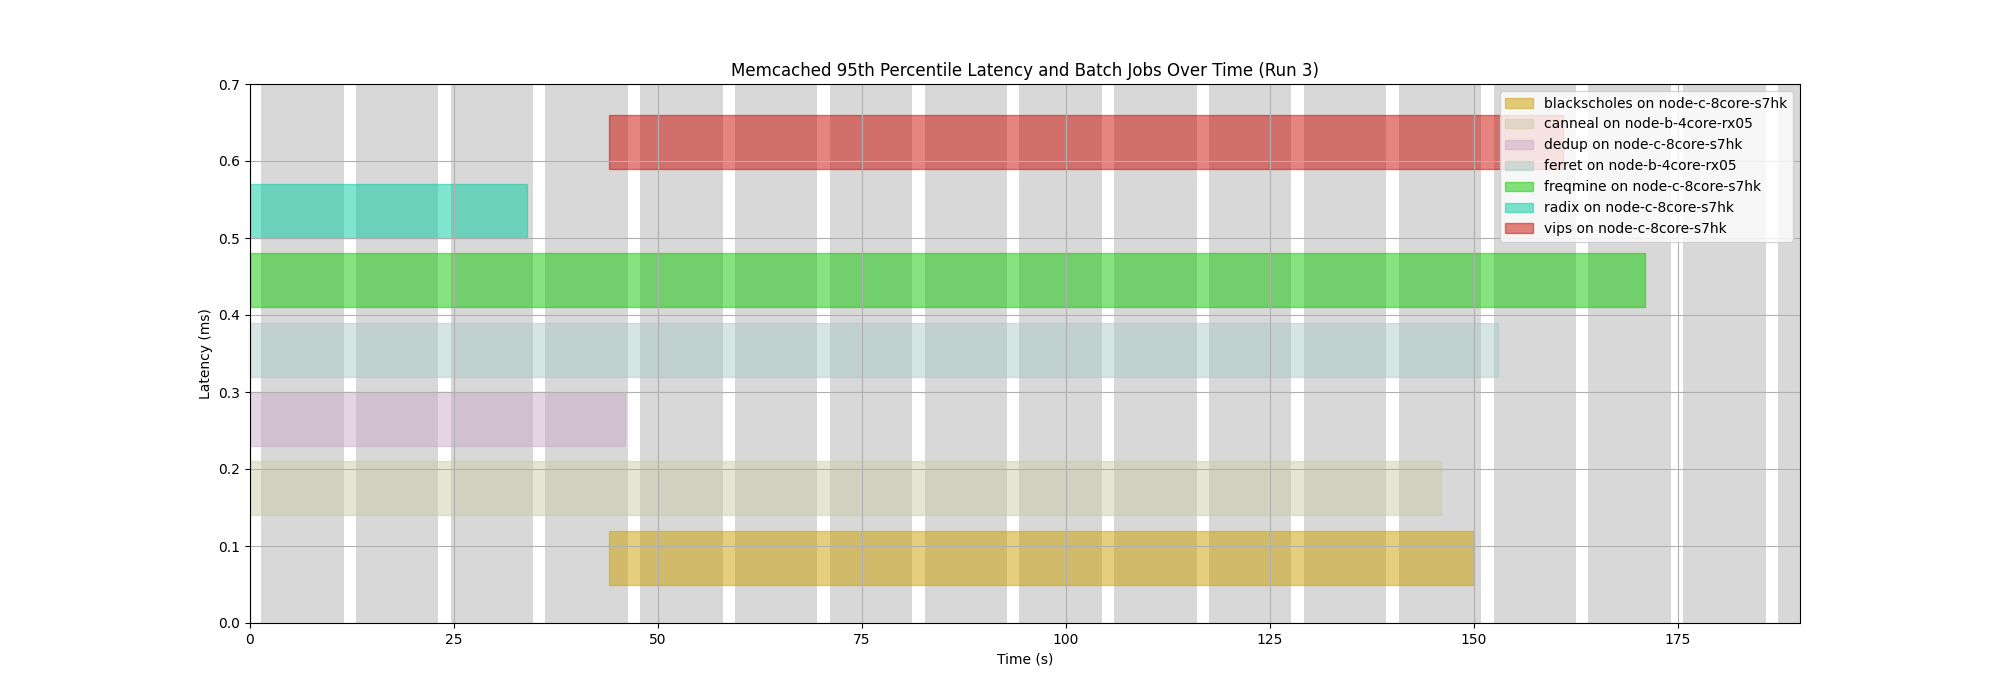 Memcached 95th Percentile Latency and Batch Jobs Over Time (Run 3)
0.7
0.6
0.5
0.4
0.3
0.2
0.1
0.0
Latency (ms)
blackscholes on node-c-8core-s7hk
canneal on node-b-4core-rx05
dedup on node-c-8core-s7hk
ferret on node-b-4core-rx05
freqmine on node-c-8core-s7hk
radix on node-c-8core-s7hk
vips on node-c-8core-s7hk
0 25 50 75 100 125 150 175
Time (s)